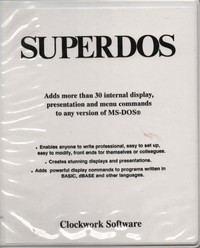 SUPERDOS
Adds more than 30 internal display,
presentation and menu commands
to any version of MS-DOS®
• Enables anyone to write professional, easy to set up,
easy to modify, front ends for themselves or colleagues.
• Creates stunning displays and presentations.
• Adds powerful display commands to programs written in
BASIC, dBASE and other languages.
Clockwork Software